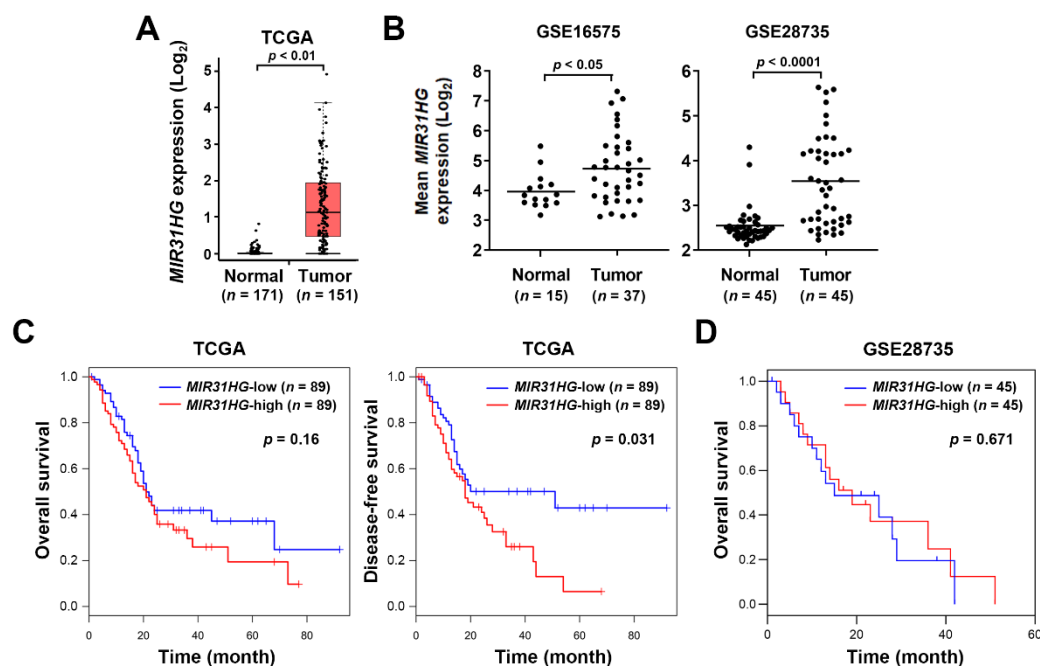 A
TCGA
p < 0.01
MIR31HG expression (Log₂)
5
4
3
2
1
0
Normal
(n = 171)
Tumor
(n = 151)
B
GSE16575
p < 0.05
Mean MIR31HG
expression (Log₂)
8
7
6
5
4
3
2
Normal
(n = 15)
Tumor
(n = 37)
GSE28735
p < 0.0001
6
5
4
3
2
Normal
(n = 45)
Tumor
(n = 45)
C
TCGA
MIR31HG-low (n = 89)
MIR31HG-high (n = 89)
p = 0.16
Overall survival
1.0
0.8
0.6
0.4
0.2
0.0
0 20 40 60 80
Time (month)
TCGA
MIR31HG-low (n = 89)
MIR31HG-high (n = 89)
p = 0.031
Disease-free survival
1.0
0.8
0.6
0.4
0.2
0.0
0 20 40 60 80
Time (month)
D
GSE28735
MIR31HG-low (n = 45)
MIR31HG-high (n = 45)
p = 0.671
Overall survival
1.0
0.8
0.6
0.4
0.2
0.0
0 20 40 60
Time (month)